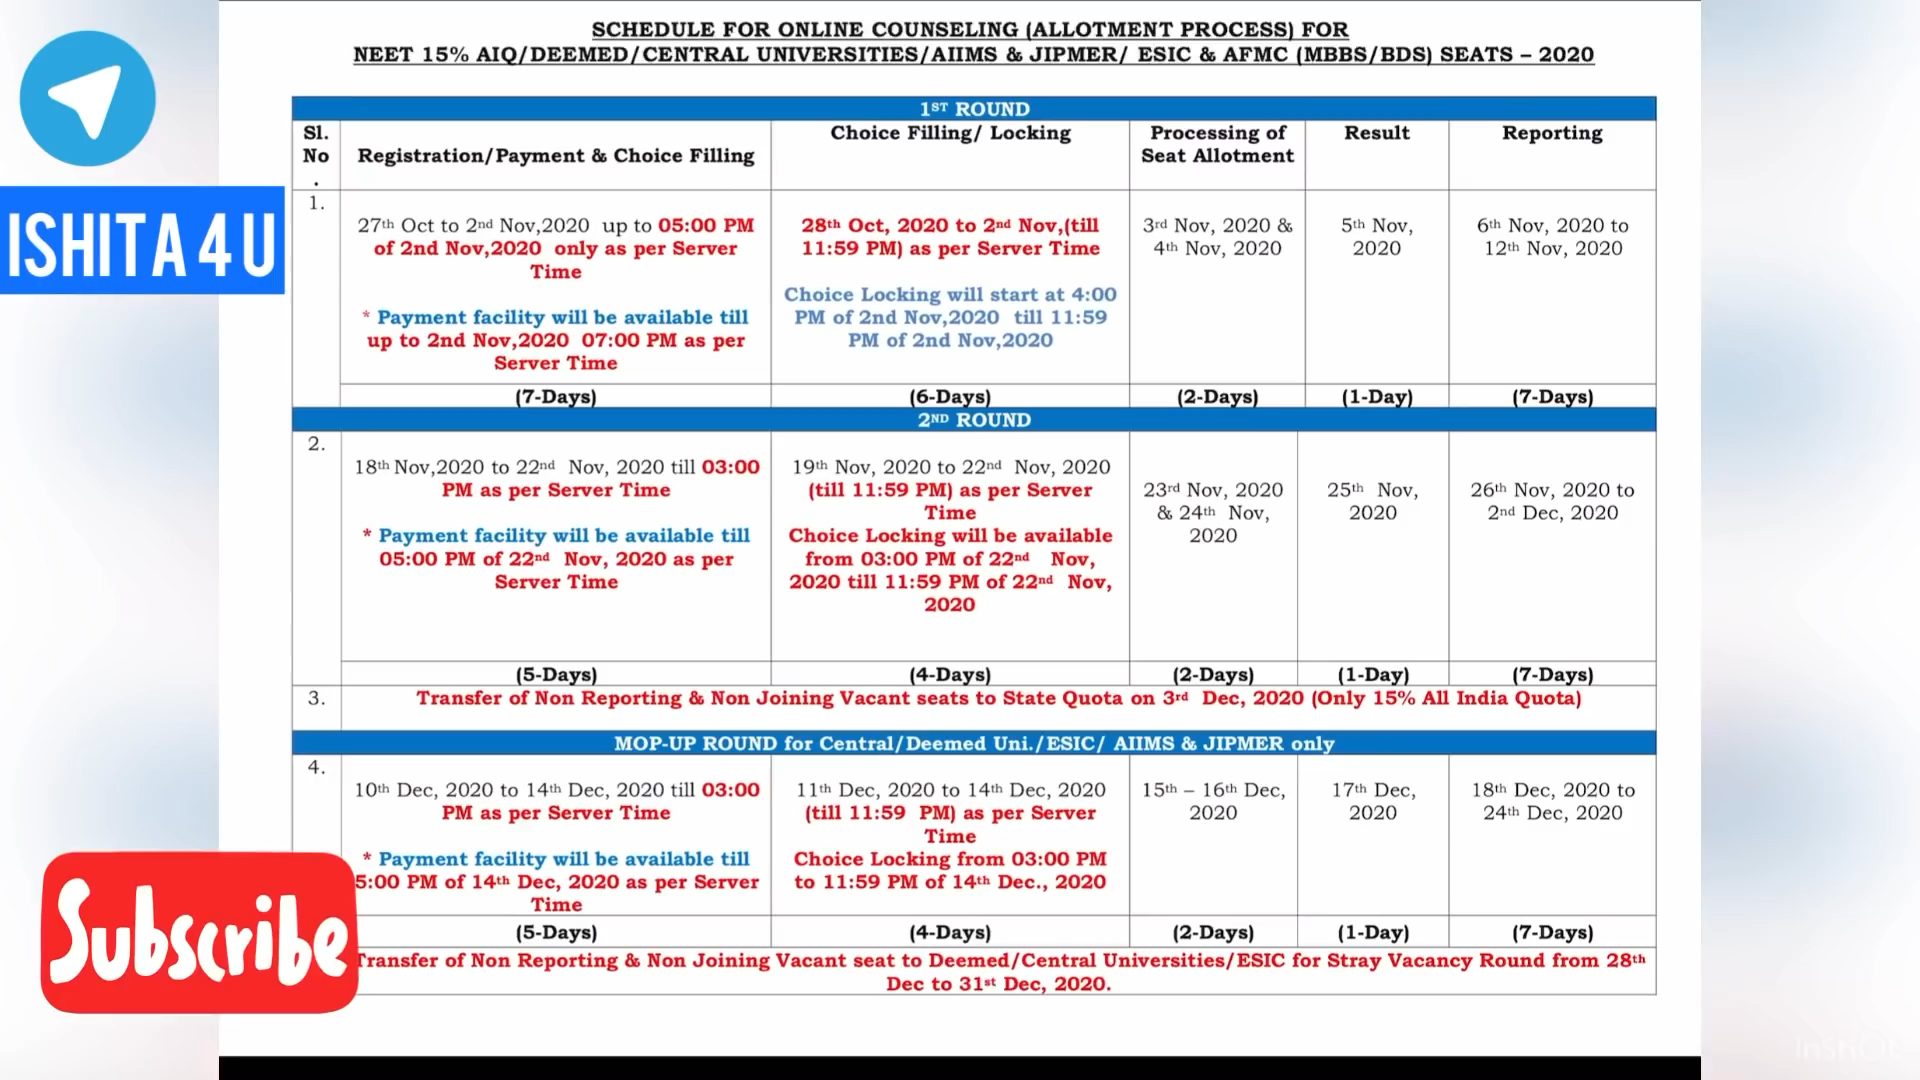 SCHEDULE FOR ONLINE COUNSELING (ALLOTMENT PROCESS) FOR
NEET 15% AIQ/DEEMED/CENTRAL UNIVERSITIES/AIIMS & JIPMER/ ESIC & AFMC (MBBS/BDS) SEATS – 2020
ISHITA 4 U
1ST ROUND
Sl.
No
.
Registration/Payment & Choice Filling
Choice Filling/ Locking
Processing of
Seat Allotment
Result
Reporting
1.
27th Oct to 2nd Nov,2020 up to 05:00 PM
of 2nd Nov,2020 only as per Server
Time
* Payment facility will be available till
up to 2nd Nov,2020 07:00 PM as per
Server Time
28th Oct, 2020 to 2nd Nov,(till
11:59 PM) as per Server Time
Choice Locking will start at 4:00
PM of 2nd Nov,2020 till 11:59
PM of 2nd Nov,2020
3rd Nov, 2020 &
4th Nov, 2020
5th Nov,
2020
6th Nov, 2020 to
12th Nov, 2020
(7-Days)
(6-Days)
(2-Days)
(1-Day)
(7-Days)
2ND ROUND
2.
18th Nov,2020 to 22nd Nov, 2020 till 03:00
PM as per Server Time
* Payment facility will be available till
05:00 PM of 22nd Nov, 2020 as per
Server Time
19th Nov, 2020 to 22nd Nov, 2020
(till 11:59 PM) as per Server
Time
Choice Locking will be available
from 03:00 PM of 22nd Nov,
2020 till 11:59 PM of 22nd Nov,
2020
23rd Nov, 2020
& 24th Nov,
2020
25th Nov,
2020
26th Nov, 2020 to
2nd Dec, 2020
(5-Days)
(4-Days)
(2-Days)
(1-Day)
(7-Days)
3.
Transfer of Non Reporting & Non Joining Vacant seats to State Quota on 3rd Dec, 2020 (Only 15% All India Quota)
MOP-UP ROUND for Central/Deemed Uni./ESIC/ AIIMS & JIPMER only
4.
10th Dec, 2020 to 14th Dec, 2020 till 03:00
PM as per Server Time
* Payment facility will be available till
5:00 PM of 14th Dec, 2020 as per Server
Time
11th Dec, 2020 to 14th Dec, 2020
(till 11:59 PM) as per Server
Time
Choice Locking from 03:00 PM
to 11:59 PM of 14th Dec., 2020
15th – 16th Dec,
2020
17th Dec,
2020
18th Dec, 2020 to
24th Dec, 2020
(5-Days)
(4-Days)
(2-Days)
(1-Day)
(7-Days)
Transfer of Non Reporting & Non Joining Vacant seat to Deemed/Central Universities/ESIC for Stray Vacancy Round from 28th
Dec to 31st Dec, 2020.
Subscribe